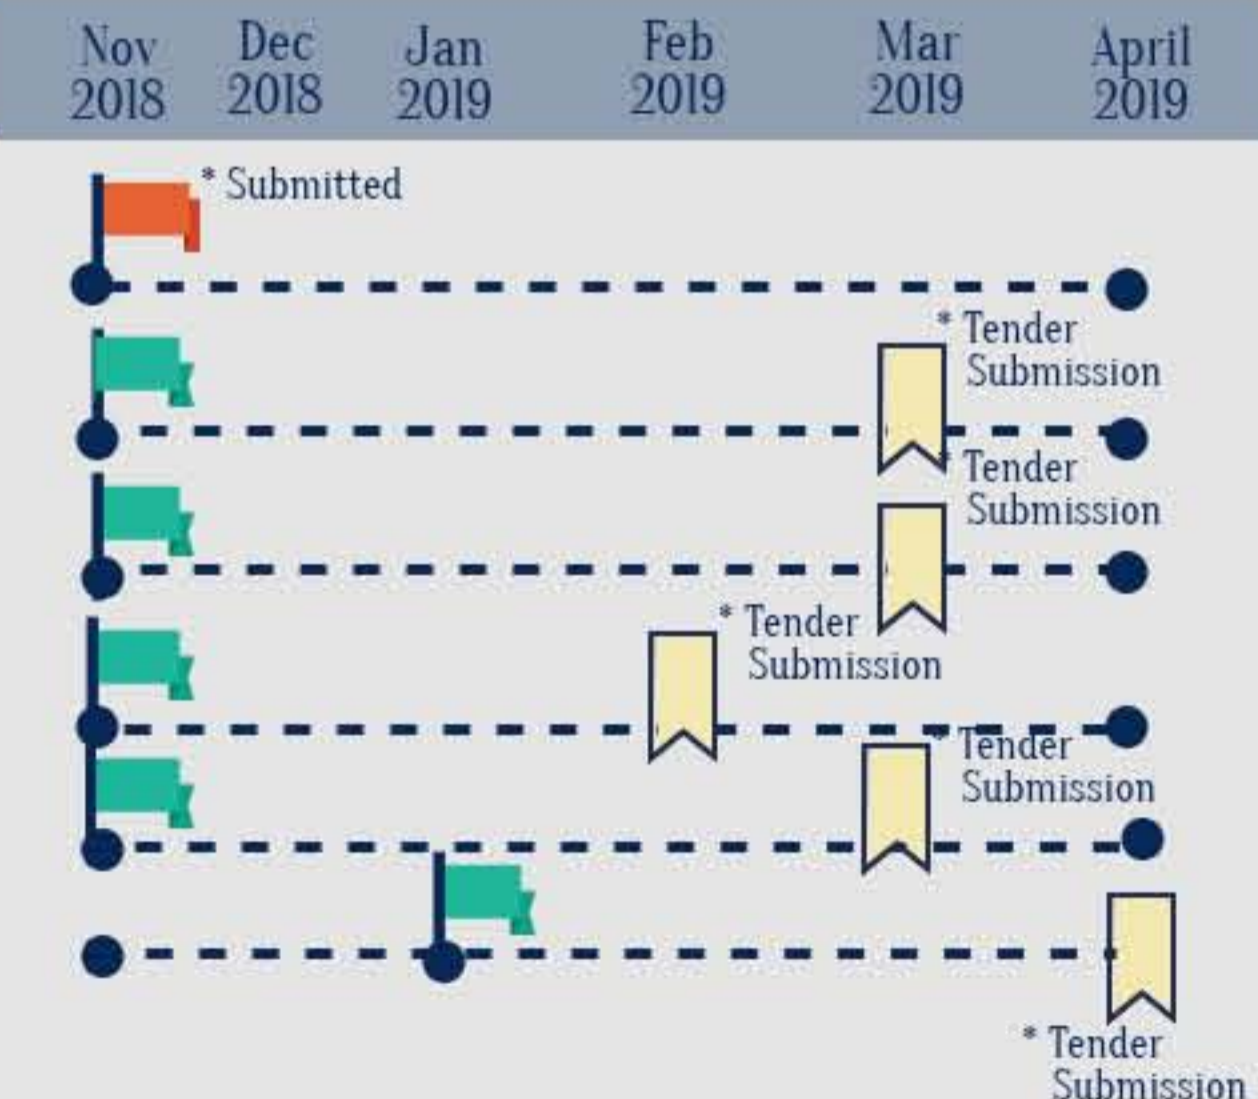 Nov Dec Jan Feb Mar April
2018 2018 2019 2019 2019 2019
* Submitted
* Tender
Submission
* Tender
Submission
* Tender
Submission
* Tender
Submission
* Tender
Submission